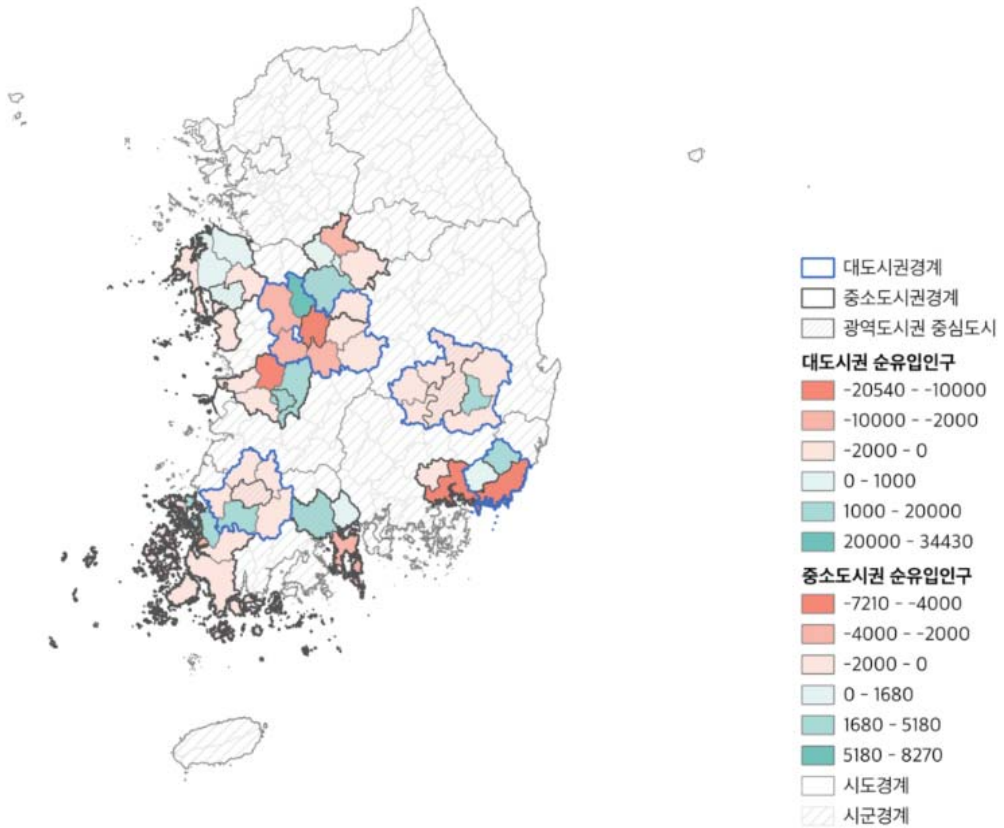 대도시권경계
중소도시권경계
광역도시권 중심도시
대도시권 순유입인구
-20540 - -10000
-10000 - -2000
-2000 - 0
0 - 1000
1000 - 20000
20000 - 34430
중소도시권 순유입인구
-7210 - -4000
-4000 - -2000
-2000 - 0
0 - 1680
1680 - 5180
5180 - 8270
시도경계
시군경계